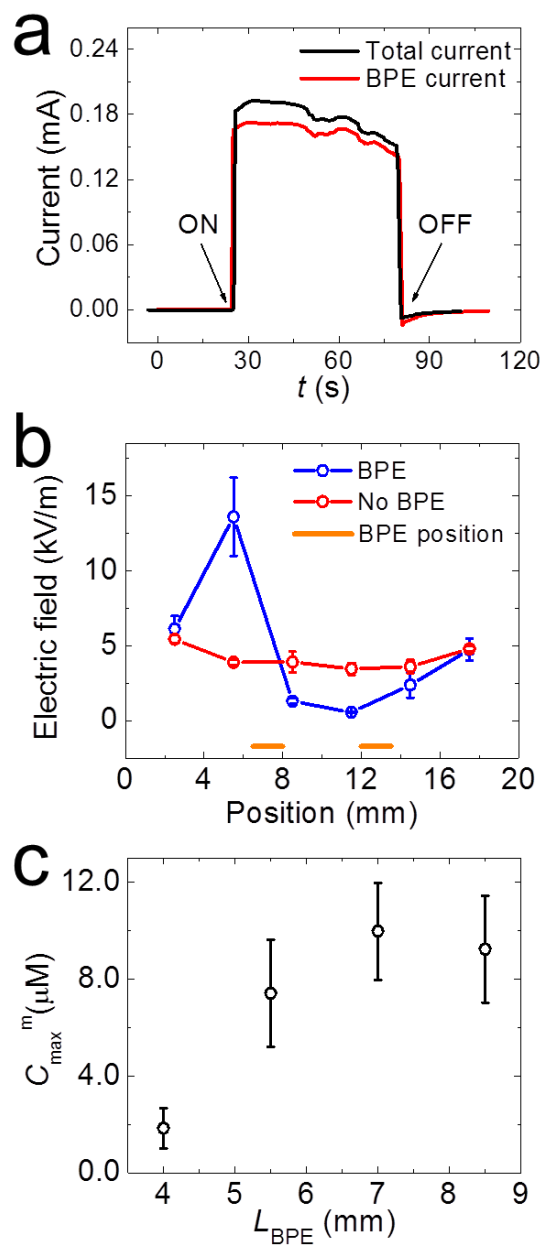 a
0.24
0.18
0.12
0.06
0.00
Current (mA)
Total current
BPE current
ON
OFF
0 30 60 90 120
t (s)
b
15
10
5
0
Electric field (kV/m)
BPE
No BPE
BPE position
0 4 8 12 16 20
Position (mm)
c
12.0
8.0
4.0
0.0
Cmax m(μM)
4 5 6 7 8 9
LBPE (mm)